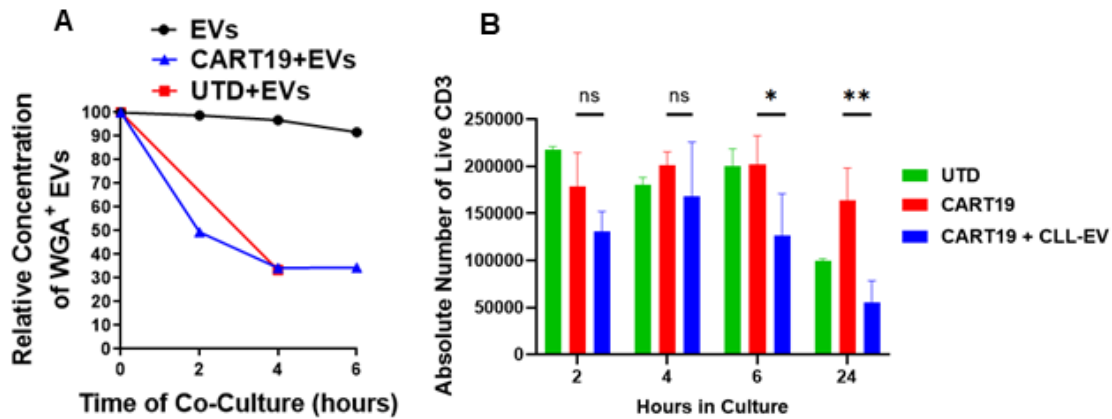 A
EVs
CART19+EVs
UTD+EVs
Relative Concentration
of WGA+ EVs
100
90
80
70
60
50
40
30
20
10
0
0 2 4 6
Time of Co-Culture (hours)
B
ns ns * **
Absolute Number of Live CD3
250000
200000
150000
100000
50000
0
2 4 6 24
Hours in Culture
UTD
CART19
CART19 + CLL-EV